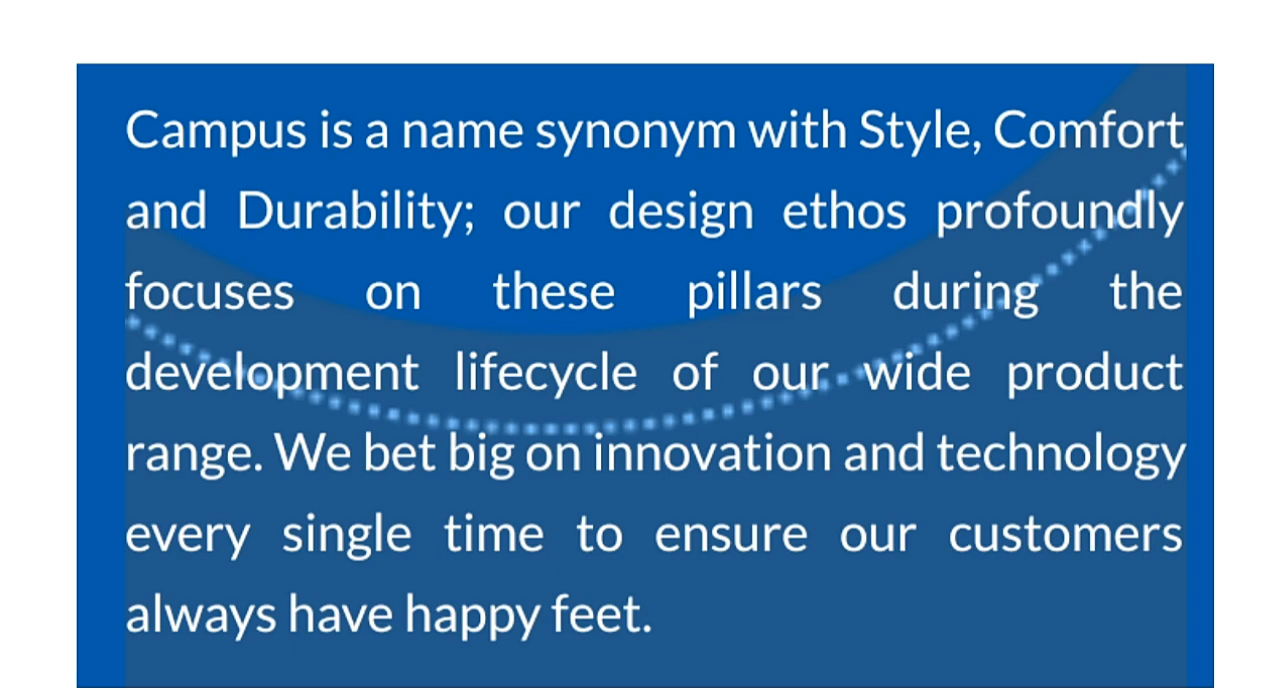 Campus is a name synonym with Style, Comfort
and Durability; our design ethos profoundly
focuses on these pillars during the
development lifecycle of our wide product
range. We bet big on innovation and technology
every single time to ensure our customers
always have happy feet.